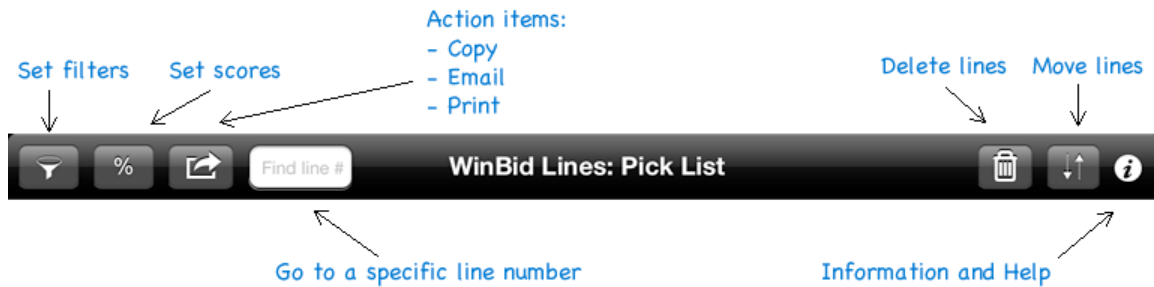 Action items:
- Copy
- Email
- Print
Set filters
Set scores
Delete lines
Move lines
%
Find line #
WinBid Lines: Pick List
i
Go to a specific line number
Information and Help